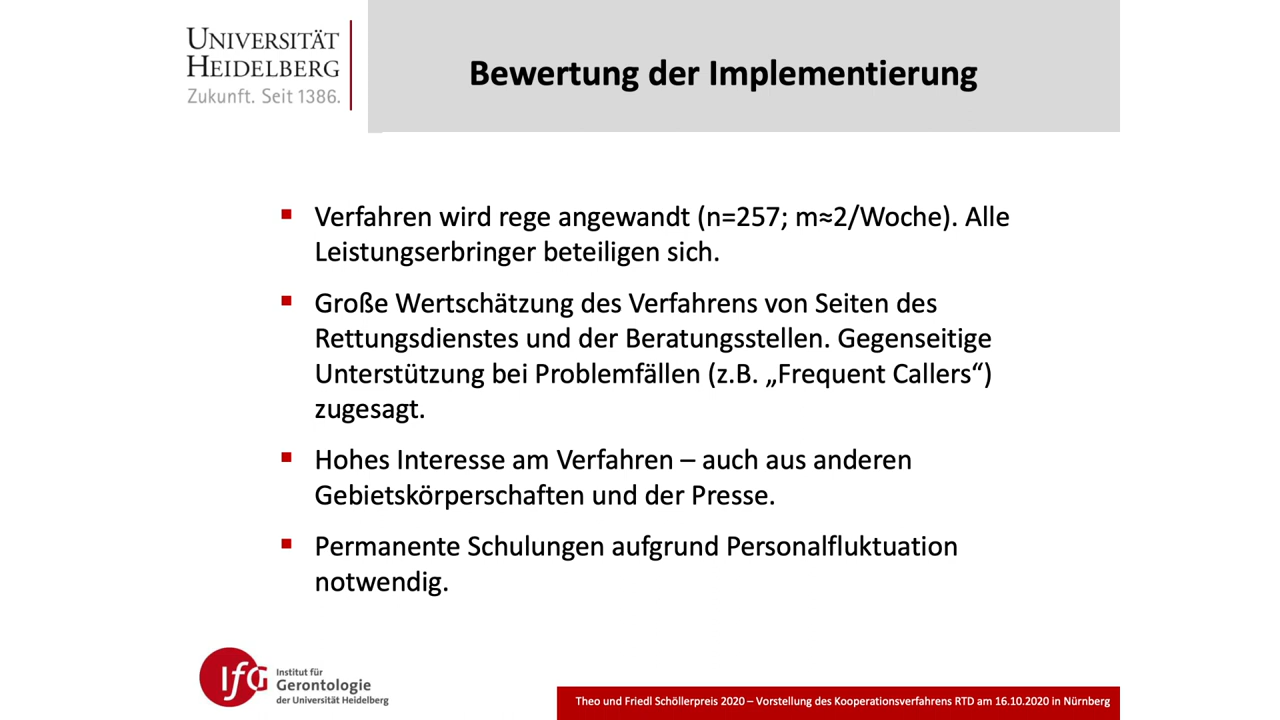 UNIVERSITÄT
HEIDELBERG
Zukunft. Seit 1386.
Bewertung der Implementierung
Verfahren wird rege angewandt (n=257; m≈2/Woche). Alle
Leistungserbringer beteiligen sich.
Große Wertschätzung des Verfahrens von Seiten des
Rettungsdienstes und der Beratungsstellen. Gegenseitige
Unterstützung bei Problemfällen (z.B. „Frequent Callers“)
zugesagt.
Hohes Interesse am Verfahren – auch aus anderen
Gebietskörperschaften und der Presse.
Permanente Schulungen aufgrund Personalfluktuation
notwendig.
IfG
Institut für
Gerontologie
der Universität Heidelberg
Theo und Friedl Schöllerpreis 2020 – Vorstellung des Kooperationsverfahrens RTD am 16.10.2020 in Nürnberg